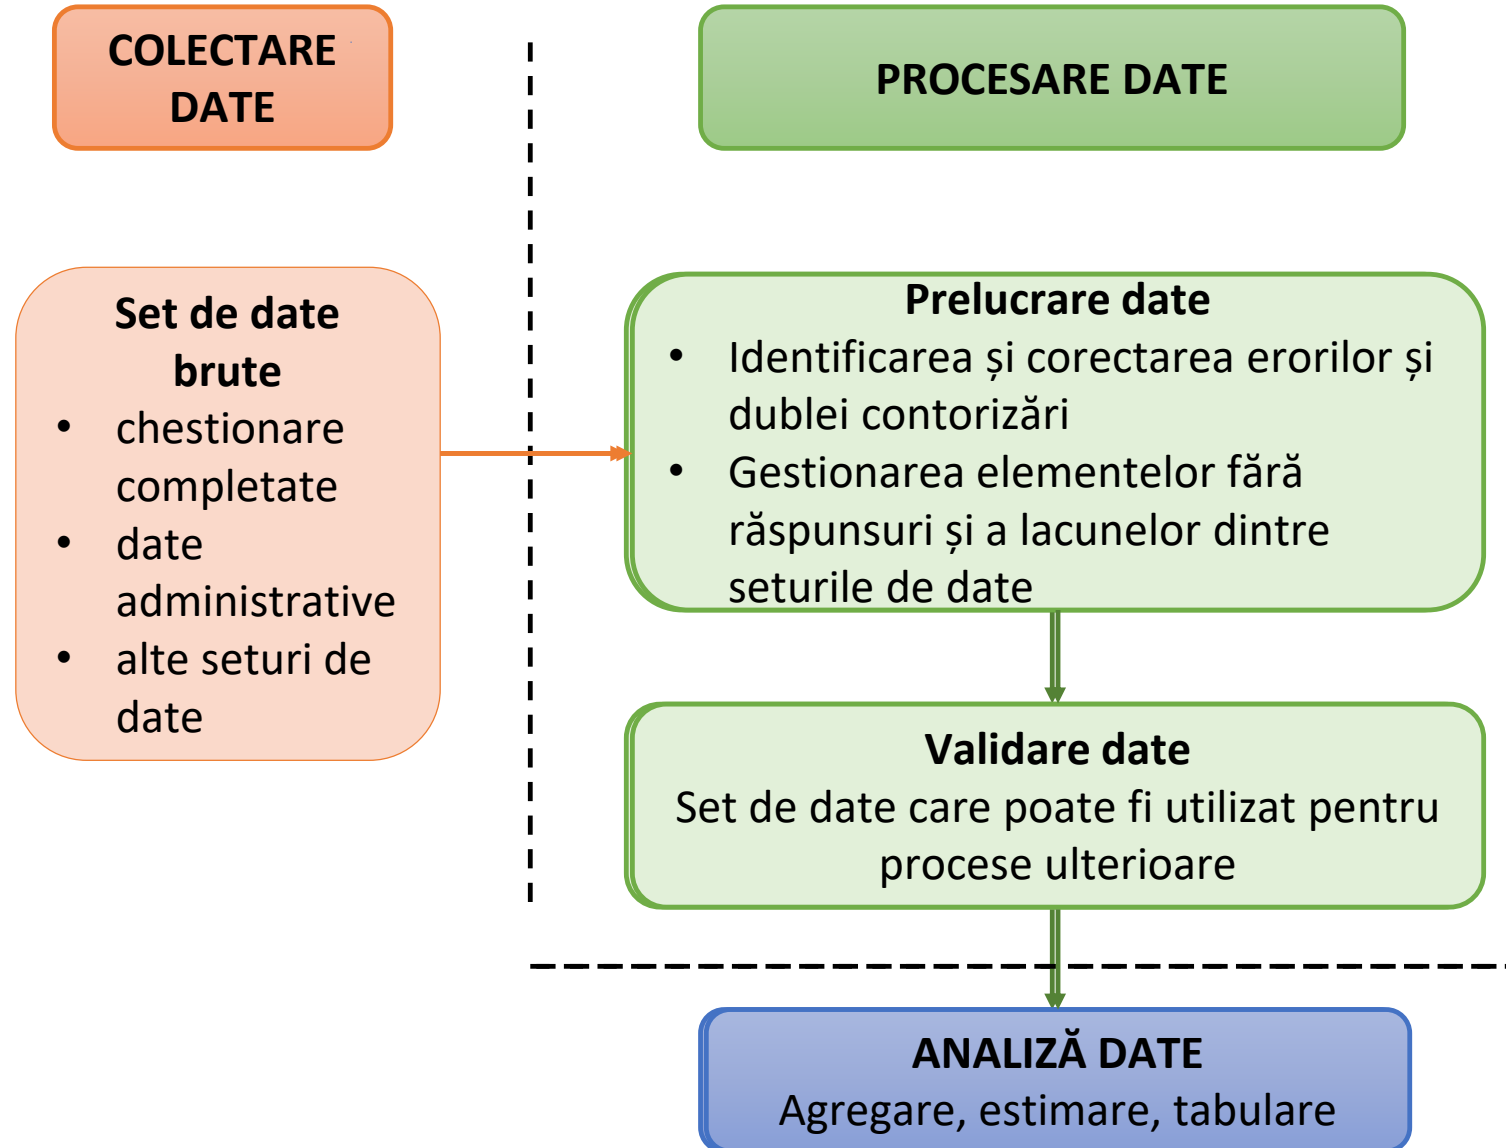 COLECTARE
DATE
PROCESARE DATE
Set de date
brute
• chestionare
completate
• date
administrative
• alte seturi de
date
Prelucrare date
• Identificarea și corectarea erorilor și
dublei contorizări
• Gestionarea elementelor fără
răspunsuri și a lacunelor dintre
seturile de date
Validare date
Set de date care poate fi utilizat pentru
procese ulterioare
ANALIZĂ DATE
Agregare, estimare, tabulare